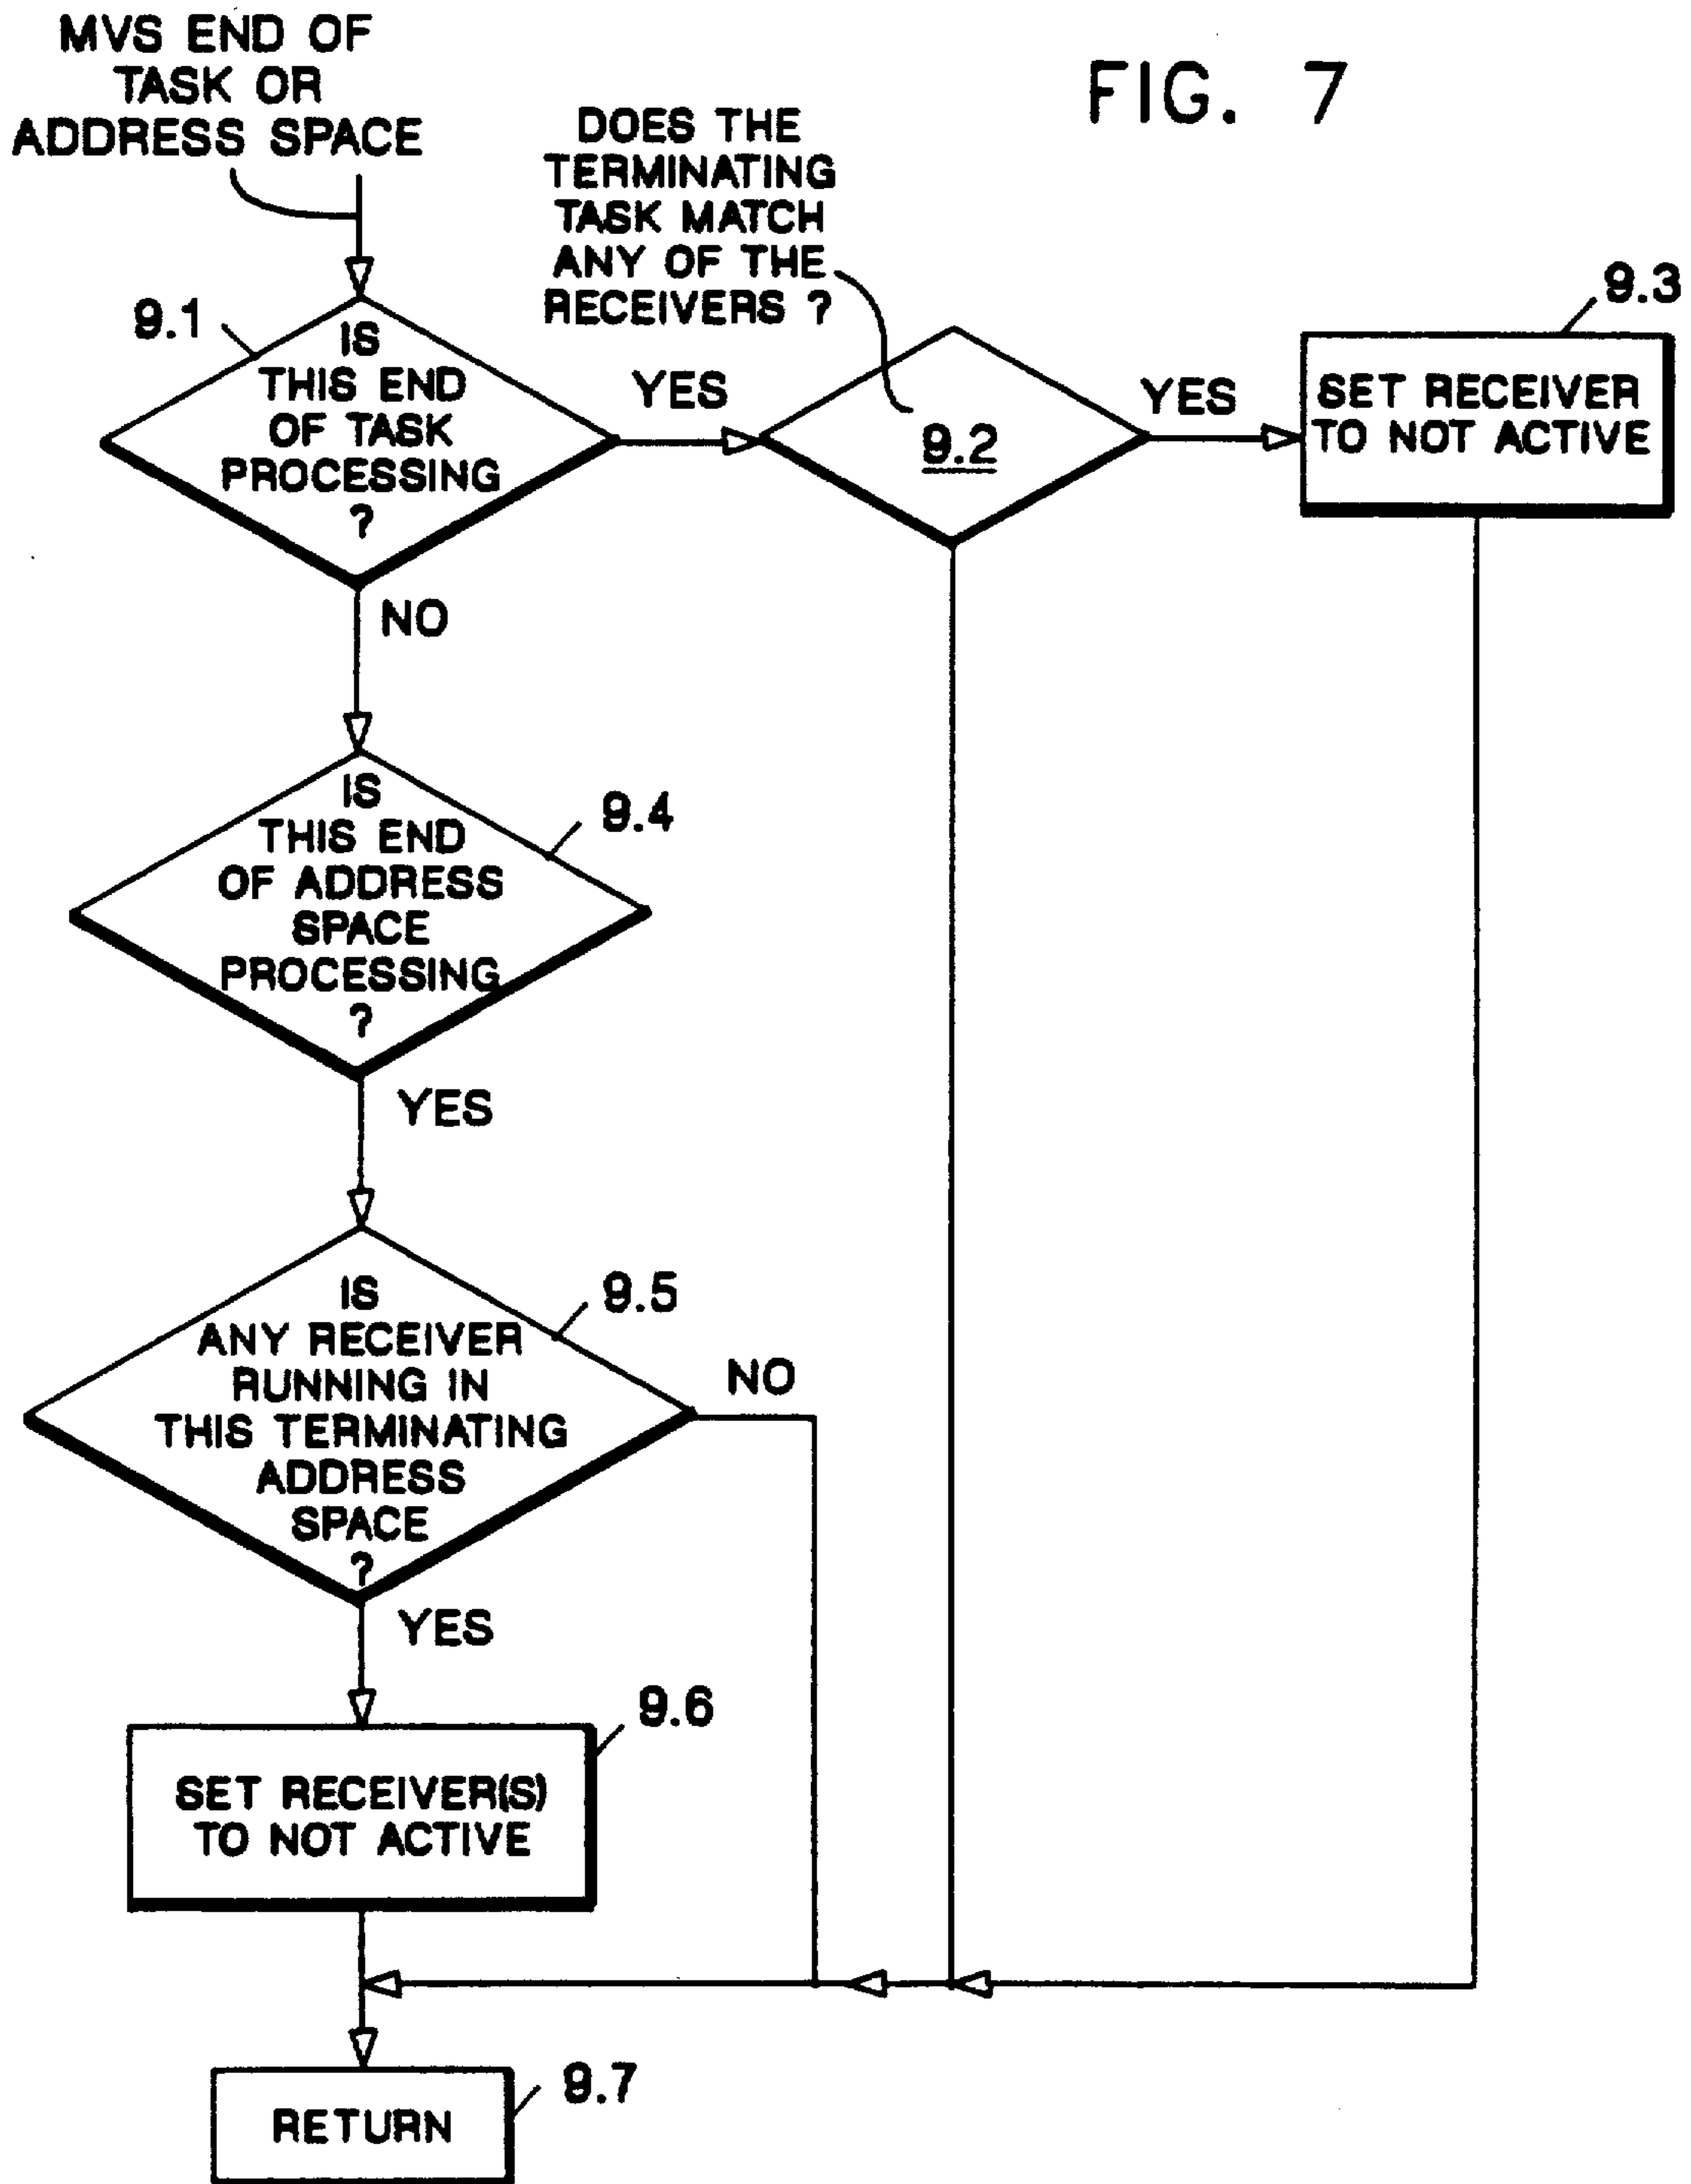 MVS END OF
TASK OR
ADDRESS SPACE
FIG. 7
DOES THE
TERMINATING
TASK MATCH
ANY OF THE
RECEIVERS ?
9.1
IS
THIS END
OF TASK
PROCESSING
?
YES
9.2
YES
9.3
SET RECEIVER
TO NOT ACTIVE
NO
IS
THIS END
OF ADDRESS
SPACE
PROCESSING
?
9.4
YES
IS
ANY RECEIVER
RUNNING IN
THIS TERMINATING
ADDRESS
SPACE
?
9.5
NO
YES
9.6
SET RECEIVER(S)
TO NOT ACTIVE
RETURN
9.7